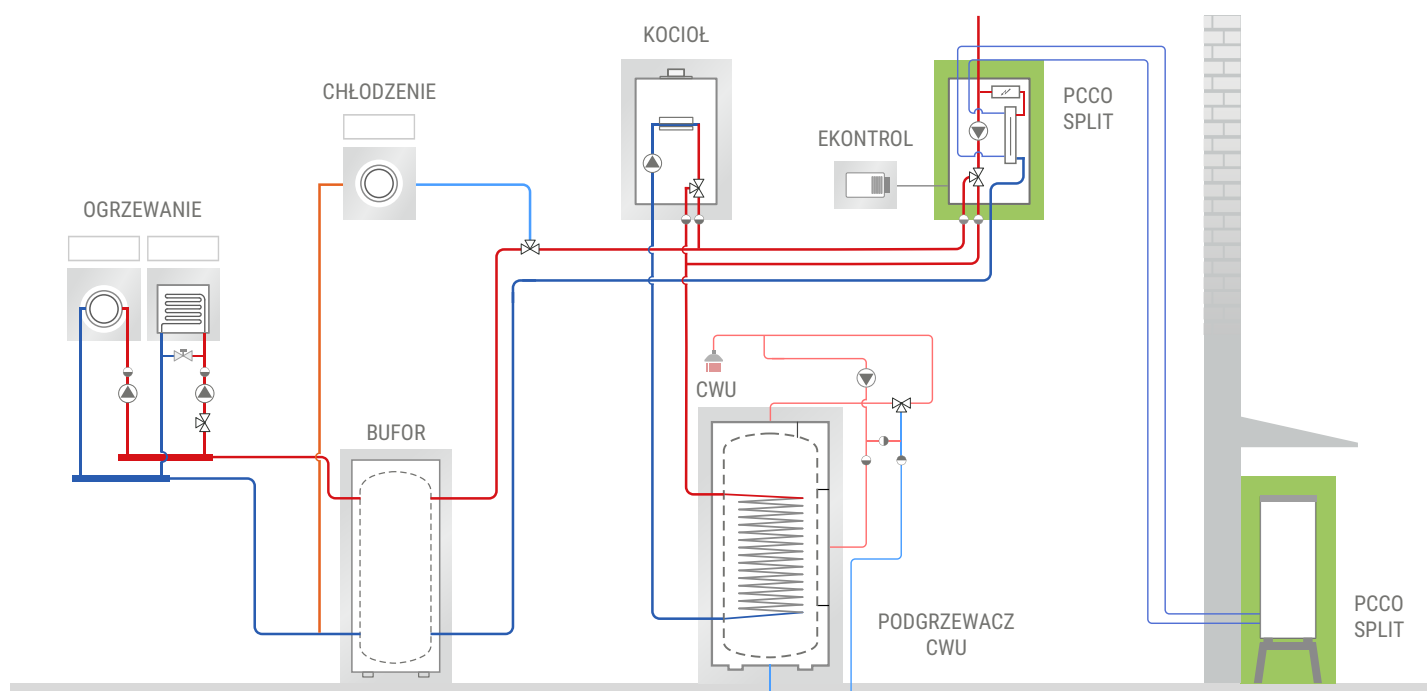 KOCIOŁ
CHŁODZENIE
PCCO
SPLIT
EKONTROL
OGRZEWANIE
CWU
BUFOR
PODGRZEWACZ
CWU
PCCO
SPLIT